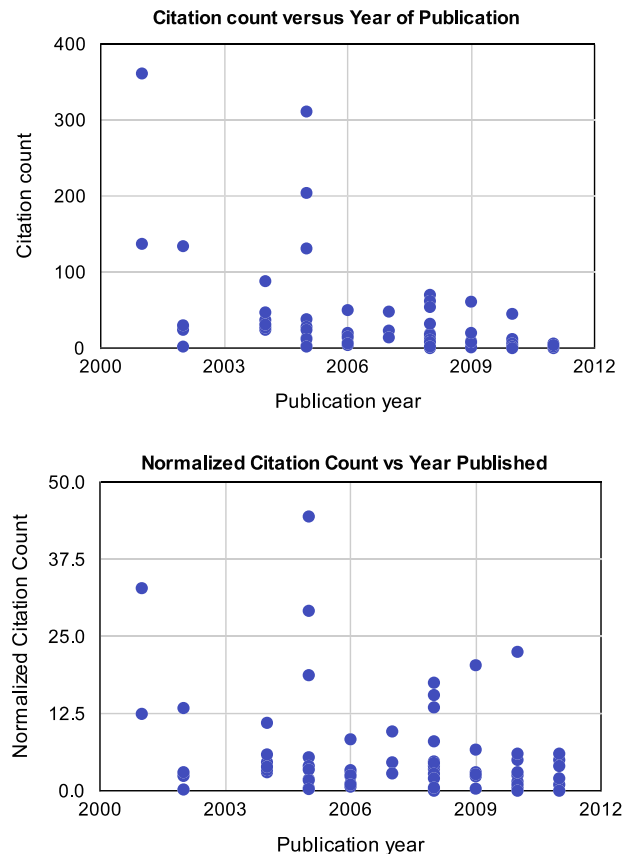 Citation count versus Year of Publication
400
300
200
100
0
Citation count
2000 2003 2006 2009 2012
Publication year
Normalized Citation Count vs Year Published
50.0
37.5
25.0
12.5
0.0
Normalized Citation Count
2000 2003 2006 2009 2012
Publication year